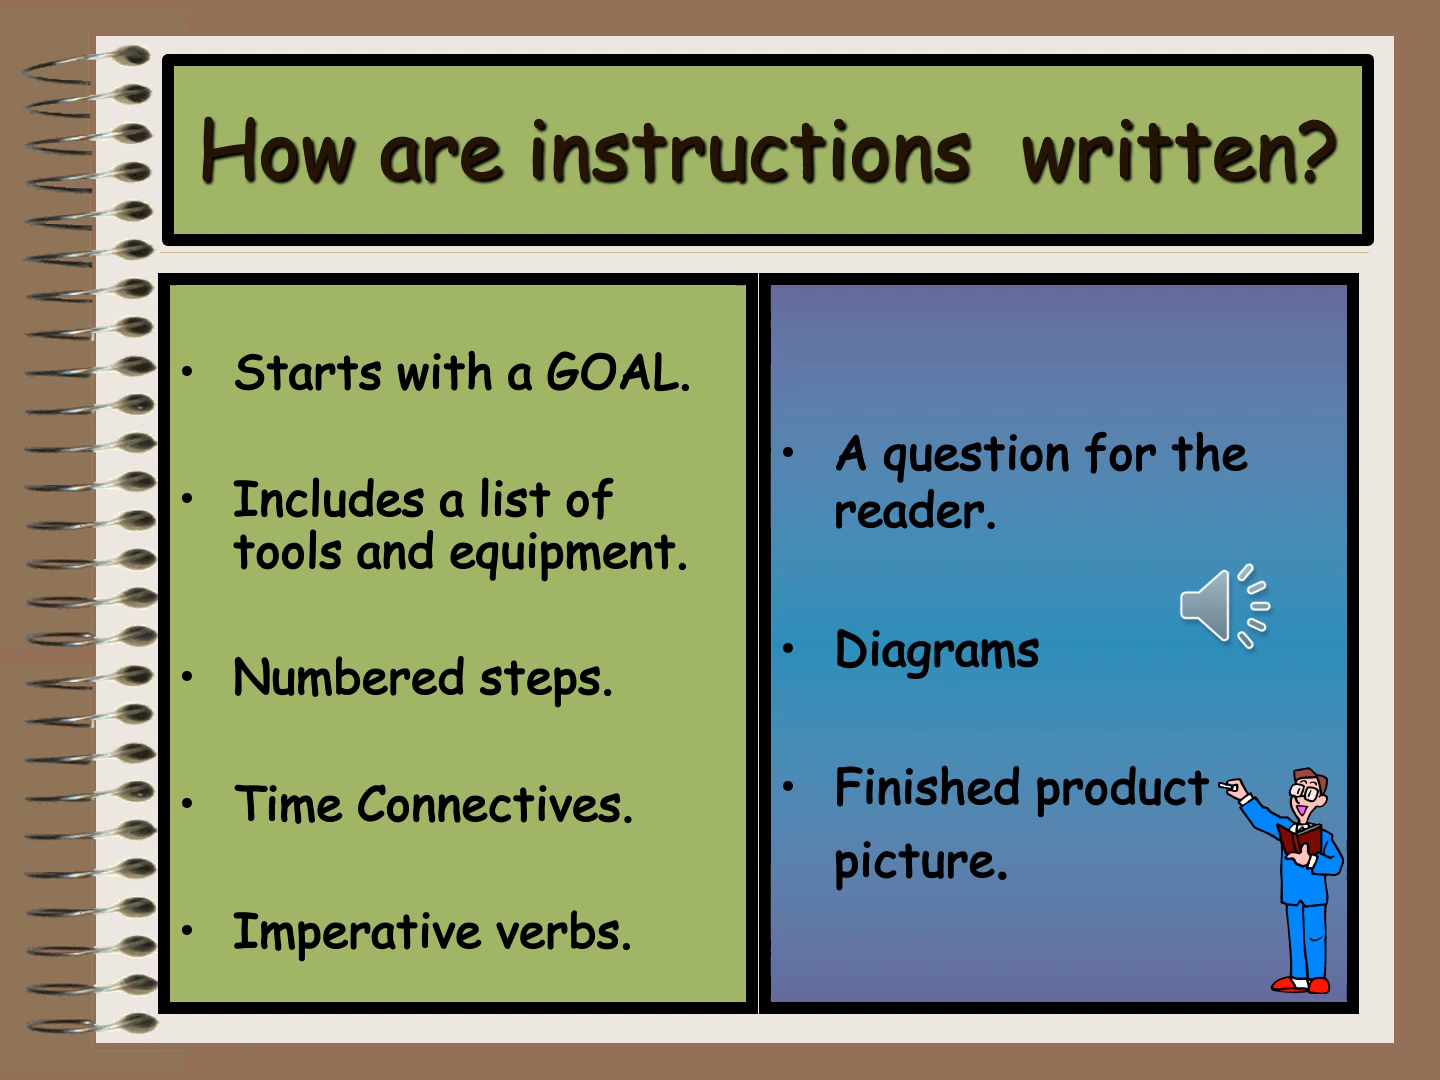 How are instructions  written?
• Starts with a GOAL.
• Includes a list of
tools and equipment.
• Numbered steps.
• Time Connectives.
• Imperative verbs.
• A question for the
reader.
• Diagrams
• Finished product
picture.